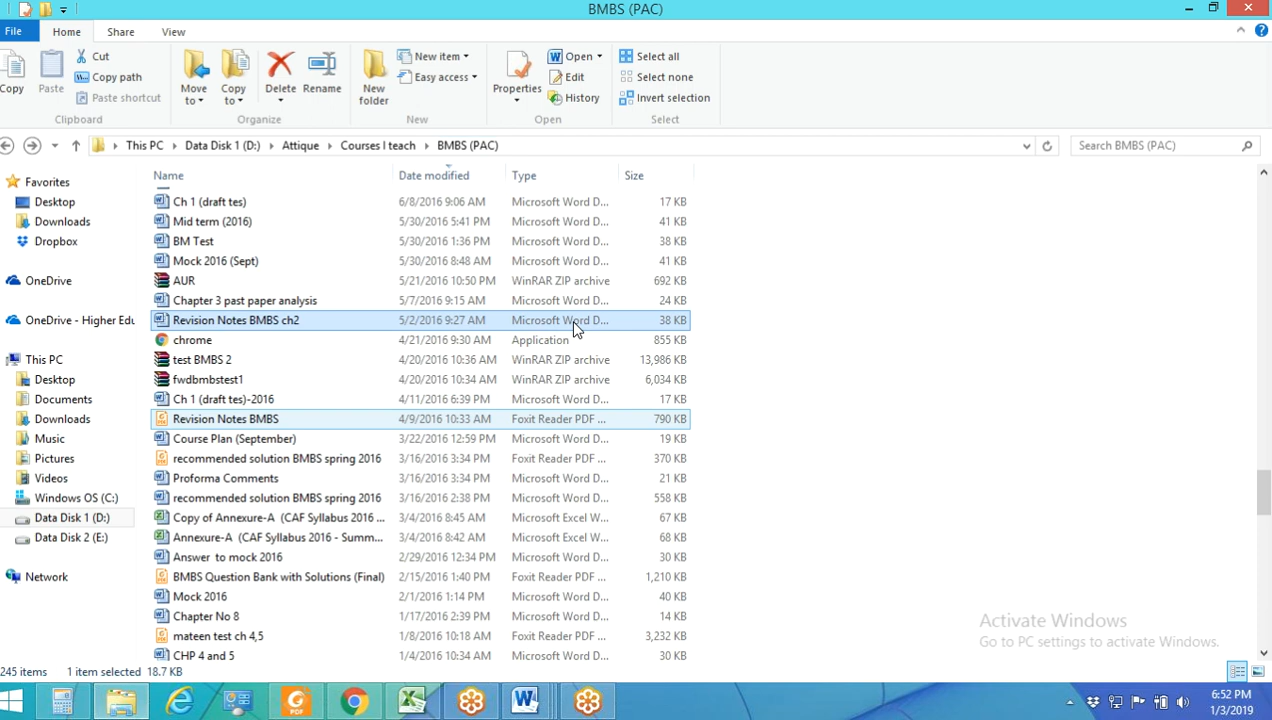 BMBS (PAC)
File Home Share View
Copy
Paste
Cut
Copy path
Paste shortcut
Clipboard
Move to
Copy to
Delete
Rename
Organize
New folder
New item
Easy access
New
Properties
Open
Edit
History
Open
Select all
Select none
Invert selection
Select
This PC Data Disk 1 (D:) Attique Courses I teach BMBS (PAC)
Search BMBS (PAC)
Favorites
Desktop
Downloads
Dropbox
OneDrive
OneDrive - Higher Edu
This PC
Desktop
Documents
Downloads
Music
Pictures
Videos
Windows OS (C:)
Data Disk 1 (D:)
Data Disk 2 (E:)
Network
Name Date modified Type Size
Ch 1 (draft tes) 6/8/2016 9:06 AM Microsoft Word D... 17 KB
Mid term (2016) 5/30/2016 5:41 PM Microsoft Word D... 41 KB
BM Test 5/30/2016 1:36 PM Microsoft Word D... 38 KB
Mock 2016 (Sept) 5/30/2016 8:48 AM Microsoft Word D... 41 KB
AUR 5/21/2016 10:50 PM WinRAR ZIP archive 692 KB
Chapter 3 past paper analysis 5/7/2016 9:15 AM Microsoft Word D... 24 KB
Revision Notes BMBS ch2 5/2/2016 9:27 AM Microsoft Word D... 38 KB
chrome 4/21/2016 9:30 AM Application 855 KB
test BMBS 2 4/20/2016 10:36 AM WinRAR ZIP archive 13,986 KB
fwdbmbstest1 4/20/2016 10:34 AM WinRAR ZIP archive 6,034 KB
Ch 1 (draft tes)-2016 4/11/2016 6:39 PM Microsoft Word D... 17 KB
Revision Notes BMBS 4/9/2016 10:33 AM Foxit Reader PDF ... 790 KB
Course Plan (September) 3/22/2016 12:59 PM Microsoft Word D... 19 KB
recommended solution BMBS spring 2016 3/16/2016 3:34 PM Foxit Reader PDF ... 370 KB
Proforma Comments 3/16/2016 3:34 PM Microsoft Word D... 21 KB
recommended solution BMBS spring 2016 3/16/2016 2:38 PM Microsoft Word D... 558 KB
Copy of Annexure-A (CAF Syllabus 2016 ... 3/4/2016 8:45 AM Microsoft Excel W... 67 KB
Annexure-A (CAF Syllabus 2016 - Summ... 3/4/2016 8:42 AM Microsoft Excel W... 68 KB
Answer to mock 2016 2/29/2016 12:34 PM Microsoft Word D... 30 KB
BMBS Question Bank with Solutions (Final) 2/15/2016 1:40 PM Foxit Reader PDF ... 1,210 KB
Mock 2016 2/1/2016 1:14 PM Microsoft Word D... 40 KB
Chapter No 8 1/17/2016 2:39 PM Microsoft Word D... 14 KB
mateen test ch 4,5 1/8/2016 10:18 AM Foxit Reader PDF ... 3,232 KB
CHP 4 and 5 1/4/2016 10:34 AM Microsoft Word D... 30 KB
Activate Windows
Go to PC settings to activate Windows.
245 items 1 item selected 18.7 KB
6:52 PM
1/3/2019